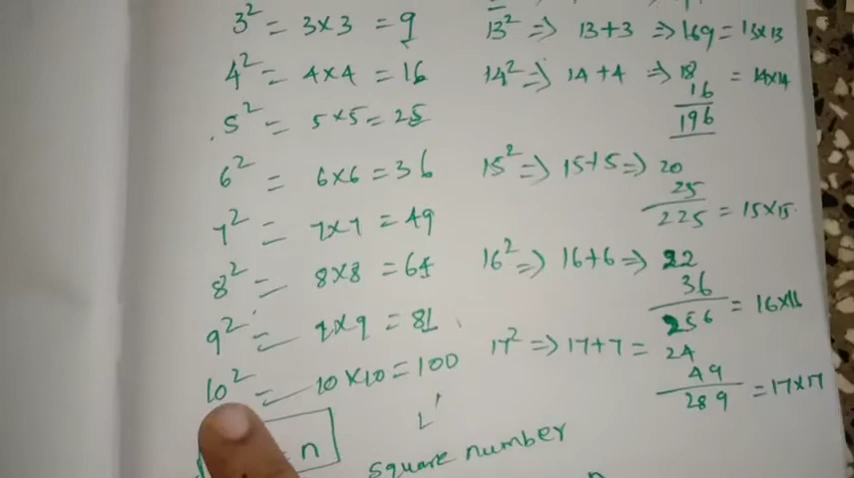 3² = 3×3 = 9
4² = 4×4 = 16
5² = 5×5 = 25
6² = 6×6 = 36
7² = 7×7 = 49
8² = 8×8 = 64
9² = 9×9 = 81
10² = 10×10 = 100
n
square number
13² => 13+3 => 169 = 13×13
14² => 14+4 => 18 = 14×14
16
196
15² => 15+5 => 20
25
225 = 15×15
16² => 16+6 => 22
36
256 = 16×16
17² => 17+7 = 24
49
289 = 17×17